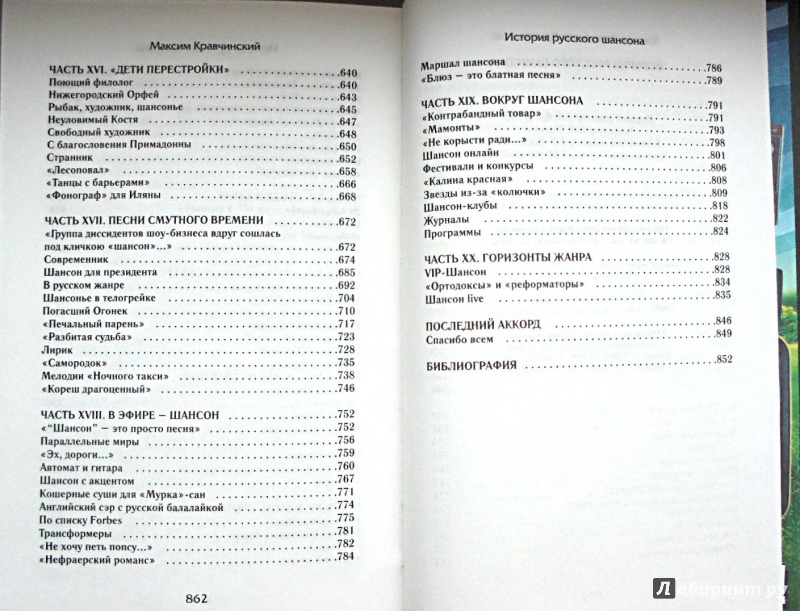 Максим Кравчинский
ЧАСТЬ XVI. «ДЕТИ ПЕРЕСТРОЙКИ» 640
Поющий филолог 640
Нижегородский Орфей 643
Рыбак, художник, шансонье 645
Неуловимый Костя 647
Свободный художник 648
С благословения Примадонны 650
Странник 652
«Лесоповал» 658
«Танцы с барьерами» 666
«Фонограф» для Иляны 668
ЧАСТЬ XVII. ПЕСНИ СМУТНОГО ВРЕМЕНИ 672
«Группа диссидентов шоу-бизнеса вдруг сошлась
под кличкою «шансон»...» 672
Современник 674
Шансон для президента 685
В русском жанре 692
Шансонье в телогрейке 704
Погасший Огонек 710
«Печальный парень» 717
«Разбитая судьба» 723
Лирик 728
«Самородок» 735
Мелодии «Ночного такси» 738
«Кореш драгоценный» 746
ЧАСТЬ XVIII. В ЭФИРЕ – ШАНСОН 752
«"Шансон" – это просто песня» 752
Параллельные миры 756
«Эх, дороги...» 759
Автомат и гитара 760
Шансон с акцентом 767
Кошерные суши для «Мурка»-сан 771
Английский сэр с русской балалайкой 774
По списку Forbes 775
Трансформеры 781
«Не хочу петь попсу...» 782
«Нефраерский романс» 784
862
История русского шансона
Маршал шансона 786
«Блюз – это блатная песня» 789
ЧАСТЬ XIX. ВОКРУГ ШАНСОНА 791
«Контрабандный товар» 791
«Мамонты» 793
«Не корысти ради...» 798
Шансон онлайн 801
Фестивали и конкурсы 806
«Калина красная» 808
Звезды из-за «колючки» 809
Шансон-клубы 818
Журналы 822
Программы 824
ЧАСТЬ XX. ГОРИЗОНТЫ ЖАНРА 828
VIP-Шансон 828
«Ортодоксы» и «реформаторы» 834
Шансон live 835
ПОСЛЕДНИЙ АККОРД 846
Спасибо всем 849
БИБЛИОГРАФИЯ 852
Лабиринт.ру